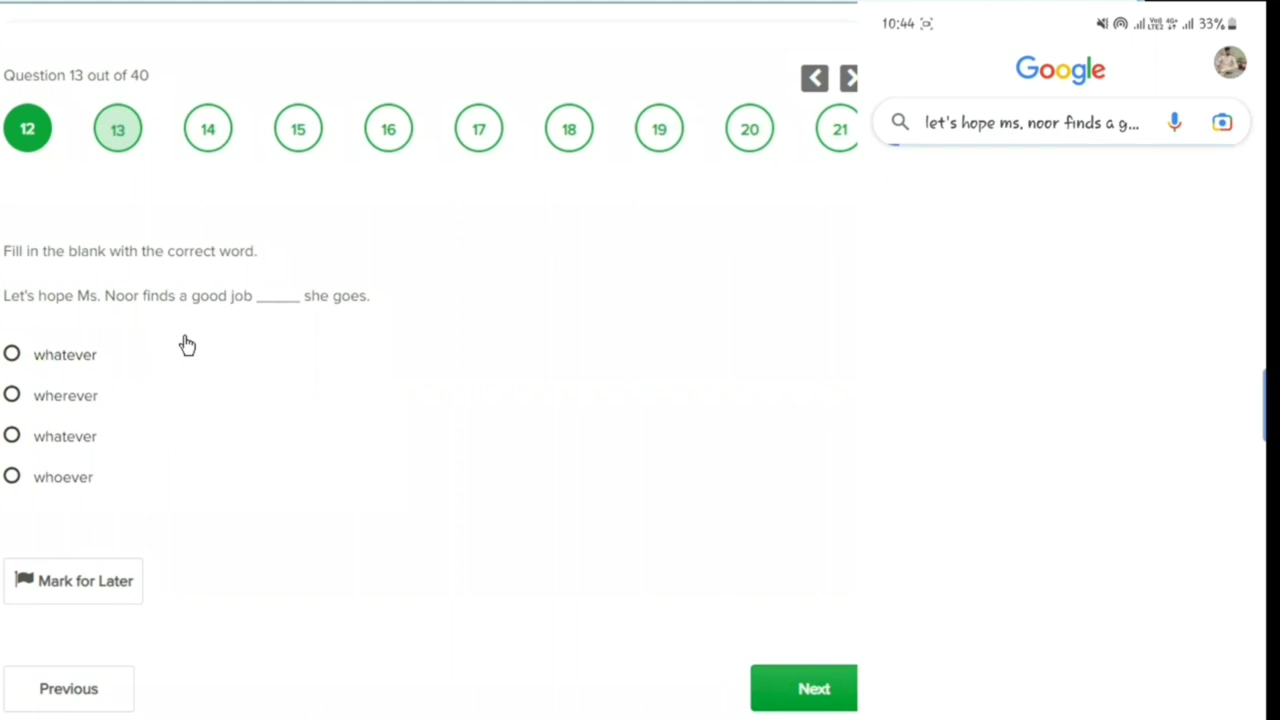 Question 13 out of 40
12 13 14 15 16 17 18 19 20 21
Fill in the blank with the correct word.
Let's hope Ms. Noor finds a good job _____ she goes.
whatever
wherever
whatever
whoever
Mark for Later
Previous
Next
10:44
33%
Google
let's hope ms. noor finds a g...